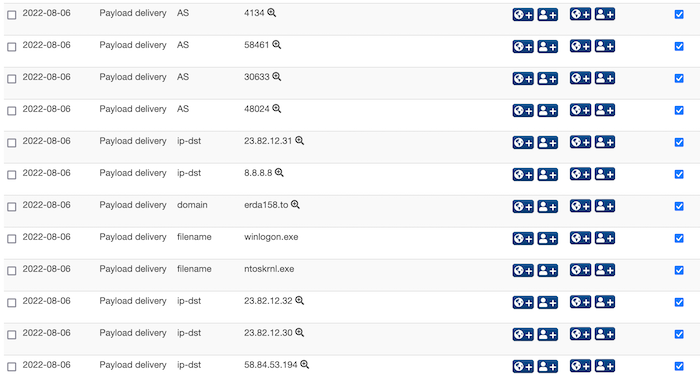 2022-08-06 Payload delivery AS 4134
2022-08-06 Payload delivery AS 58461
2022-08-06 Payload delivery AS 30633
2022-08-06 Payload delivery AS 48024
2022-08-06 Payload delivery ip-dst 23.82.12.31
2022-08-06 Payload delivery ip-dst 8.8.8.8
2022-08-06 Payload delivery domain erda158.to
2022-08-06 Payload delivery filename winlogon.exe
2022-08-06 Payload delivery filename ntoskrnl.exe
2022-08-06 Payload delivery ip-dst 23.82.12.32
2022-08-06 Payload delivery ip-dst 23.82.12.30
2022-08-06 Payload delivery ip-dst 58.84.53.194